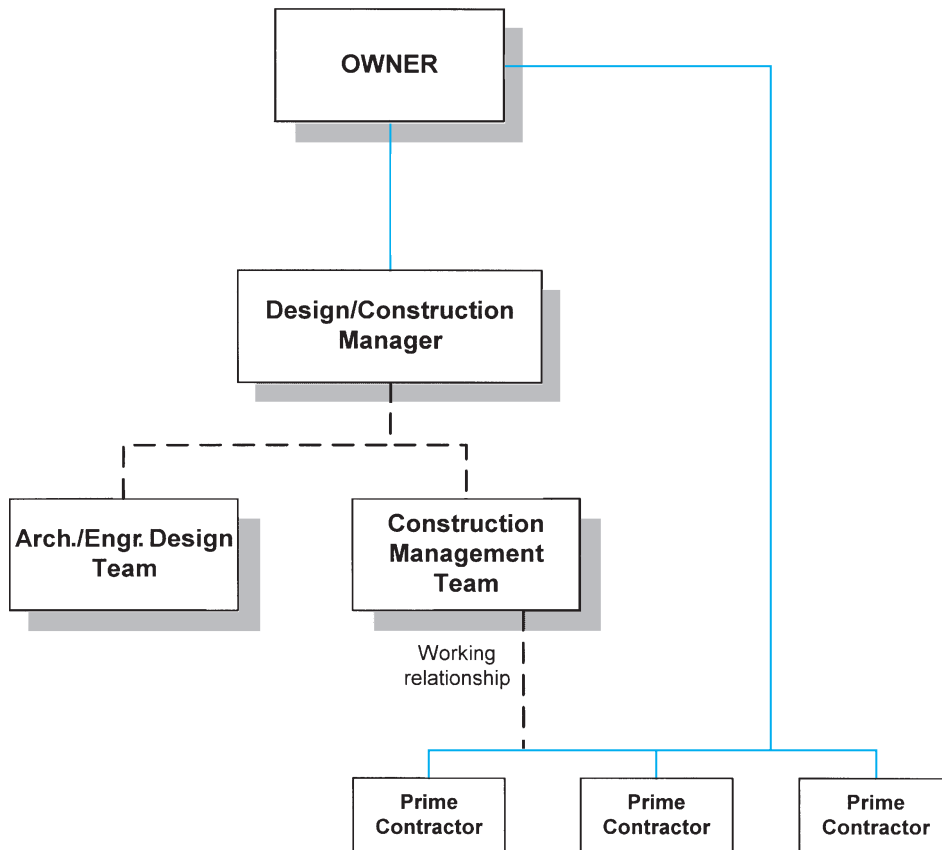 OWNER
Design/Construction
Manager
Arch./Engr. Design
Team
Construction
Management
Team
Working
relationship
Prime
Contractor
Prime
Contractor
Prime
Contractor